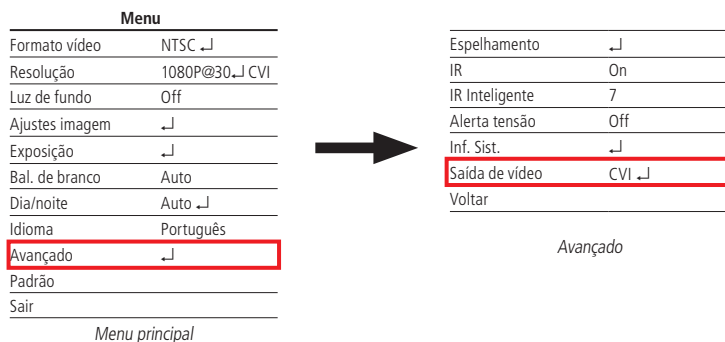 Menu
Formato vídeo NTSC ↵
Resolução 1080P@30↵ CVI
Luz de fundo Off
Ajustes imagem ↵
Exposição ↵
Bal. de branco Auto
Dia/noite Auto ↵
Idioma Português
Avançado ↵
Padrão
Sair
Menu principal
Espelhamento ↵
IR On
IR Inteligente 7
Alerta tensão Off
Inf. Sist. ↵
Saída de vídeo CVI ↵
Voltar
Avançado